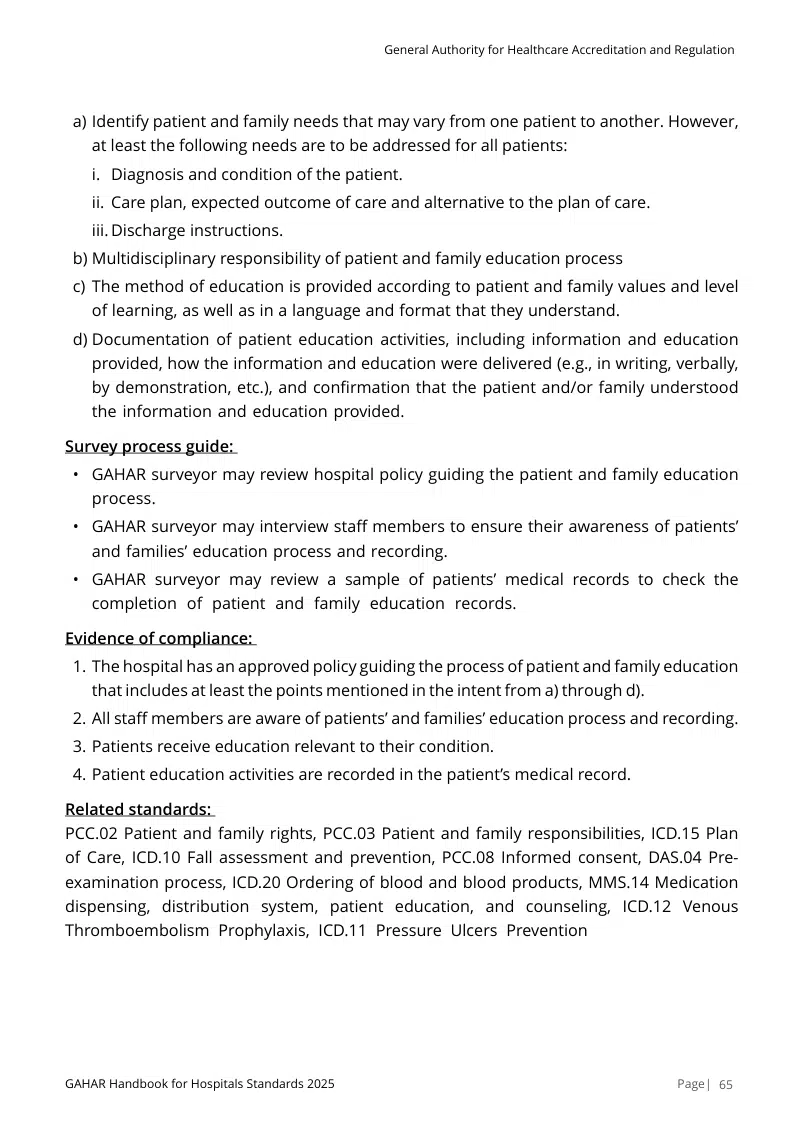 General Authority for Healthcare Accreditation and Regulation
a) Identify patient and family needs that may vary from one patient to another. However,
at least the following needs are to be addressed for all patients:
i. Diagnosis and condition of the patient.
ii. Care plan, expected outcome of care and alternative to the plan of care.
iii. Discharge instructions.
b) Multidisciplinary responsibility of patient and family education process
c) The method of education is provided according to patient and family values and level
of learning, as well as in a language and format that they understand.
d) Documentation of patient education activities, including information and education
provided, how the information and education were delivered (e.g., in writing, verbally,
by demonstration, etc.), and confirmation that the patient and/or family understood
the information and education provided.
Survey process guide:
• GAHAR surveyor may review hospital policy guiding the patient and family education
process.
• GAHAR surveyor may interview staff members to ensure their awareness of patients’
and families’ education process and recording.
• GAHAR surveyor may review a sample of patients’ medical records to check the
completion of patient and family education records.
Evidence of compliance:
1. The hospital has an approved policy guiding the process of patient and family education
that includes at least the points mentioned in the intent from a) through d).
2. All staff members are aware of patients’ and families’ education process and recording.
3. Patients receive education relevant to their condition.
4. Patient education activities are recorded in the patient’s medical record.
Related standards:
PCC.02 Patient and family rights, PCC.03 Patient and family responsibilities, ICD.15 Plan
of Care, ICD.10 Fall assessment and prevention, PCC.08 Informed consent, DAS.04 Pre-
examination process, ICD.20 Ordering of blood and blood products, MMS.14 Medication
dispensing, distribution system, patient education, and counseling, ICD.12 Venous
Thromboembolism Prophylaxis, ICD.11 Pressure Ulcers Prevention
GAHAR Handbook for Hospitals Standards 2025
Page| 65